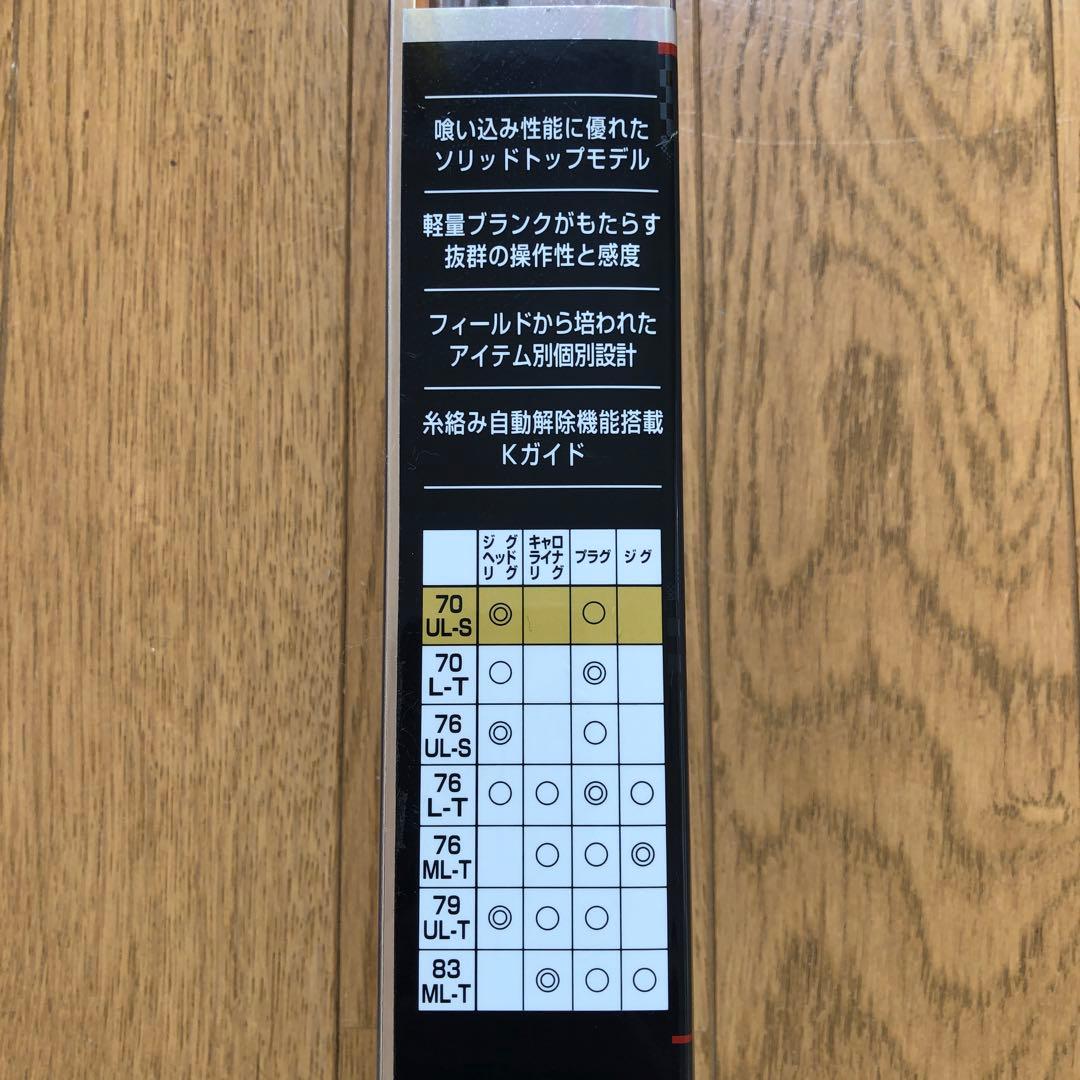 喰い込み性能に優れた
ソリッドトップモデル
軽量ブランクがもたらす
抜群の操作性と感度
フィールドから培われた
アイテム別個別設計
糸絡み自動解除機能搭載
Kガイド
ジグ キャロ
ヘッド ライナ プラグ ジグ
リグ リグ
70 ◎ ○
UL-S
70 ○ ◎
L-T
76 ◎ ○
UL-S
76 ○ ○ ◎ ○
L-T
76 ○ ○ ◎
ML-T
79 ◎ ○ ○
UL-T
83 ◎ ○ ○
ML-T